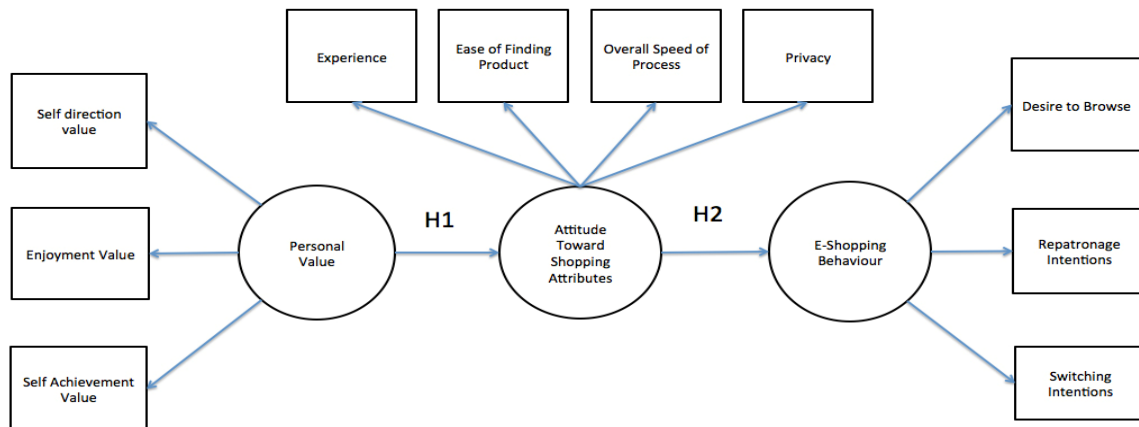 Experience
Ease of Finding
Product
Overall Speed of
Process
Privacy
Self direction
value
Desire to Browse
Enjoyment Value
Personal
Value
H1
Attitude
Toward
Shopping
Attributes
H2
E-Shopping
Behaviour
Repatronage
Intentions
Self Achievement
Value
Switching
Intentions